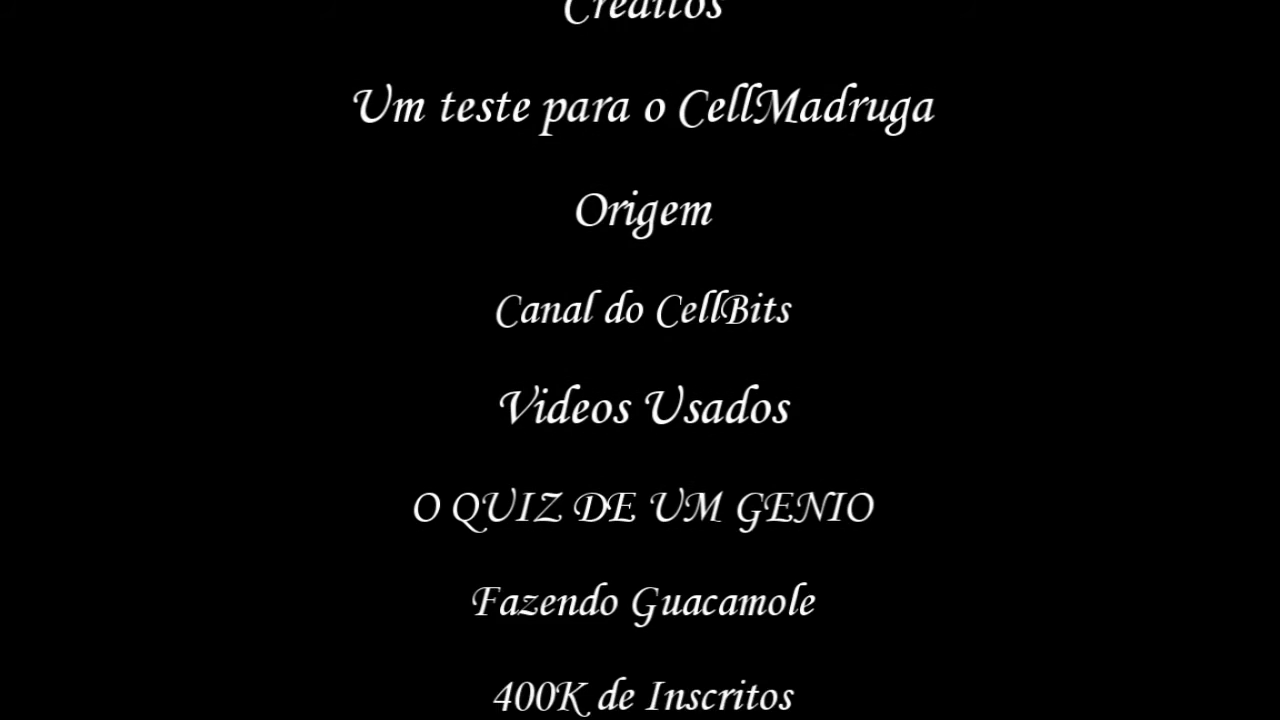 Creditos
Um teste para o CellMadruga
Origem
Canal do CellBits
Videos Usados
O QUIZ DE UM GENIO
Fazendo Guacamole
400K de Inscritos